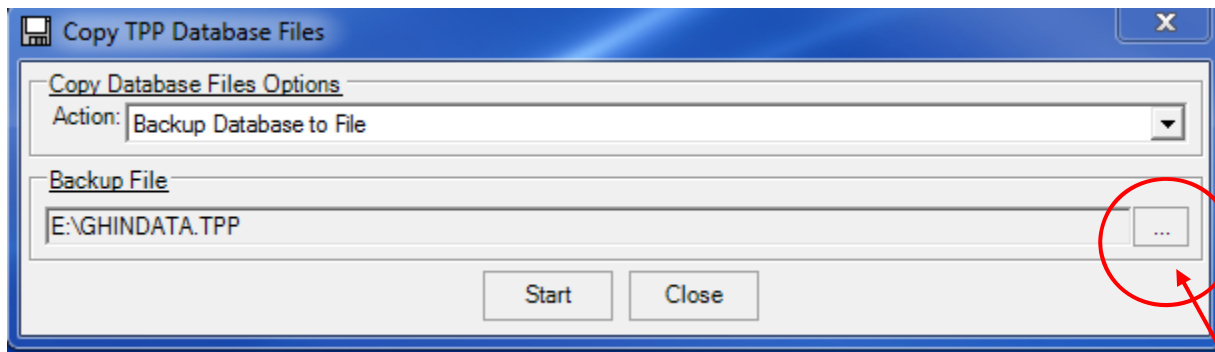 Copy TPP Database Files
X
Copy Database Files Options
Action: Backup Database to File
Backup File
E:\GHINDATA.TPP ...
Start Close